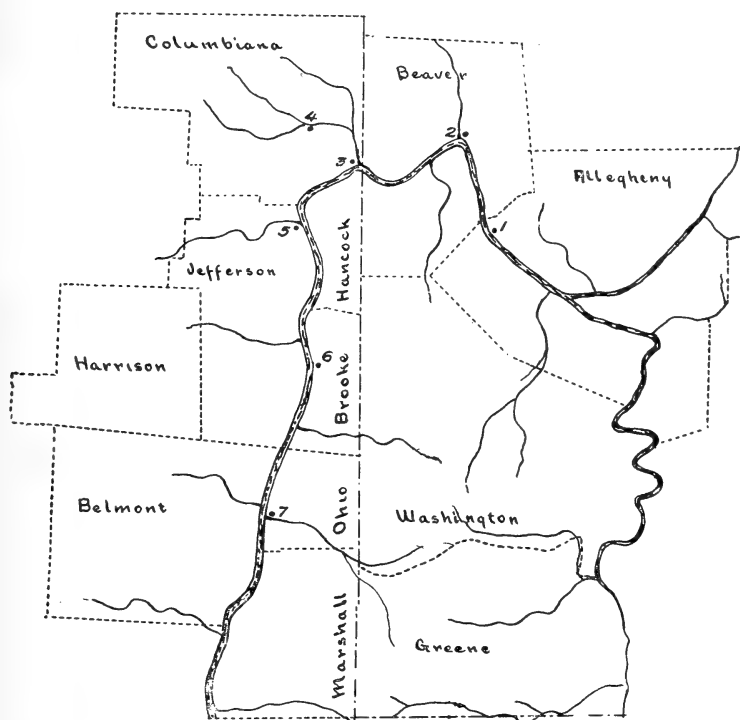 Columbiana
Beaver
4
2
3
Allegheny
1
5
Jefferson
Hancock
Harrison
6
Brooke
Belmont
7
Ohio
Washington
Marshall
Greene